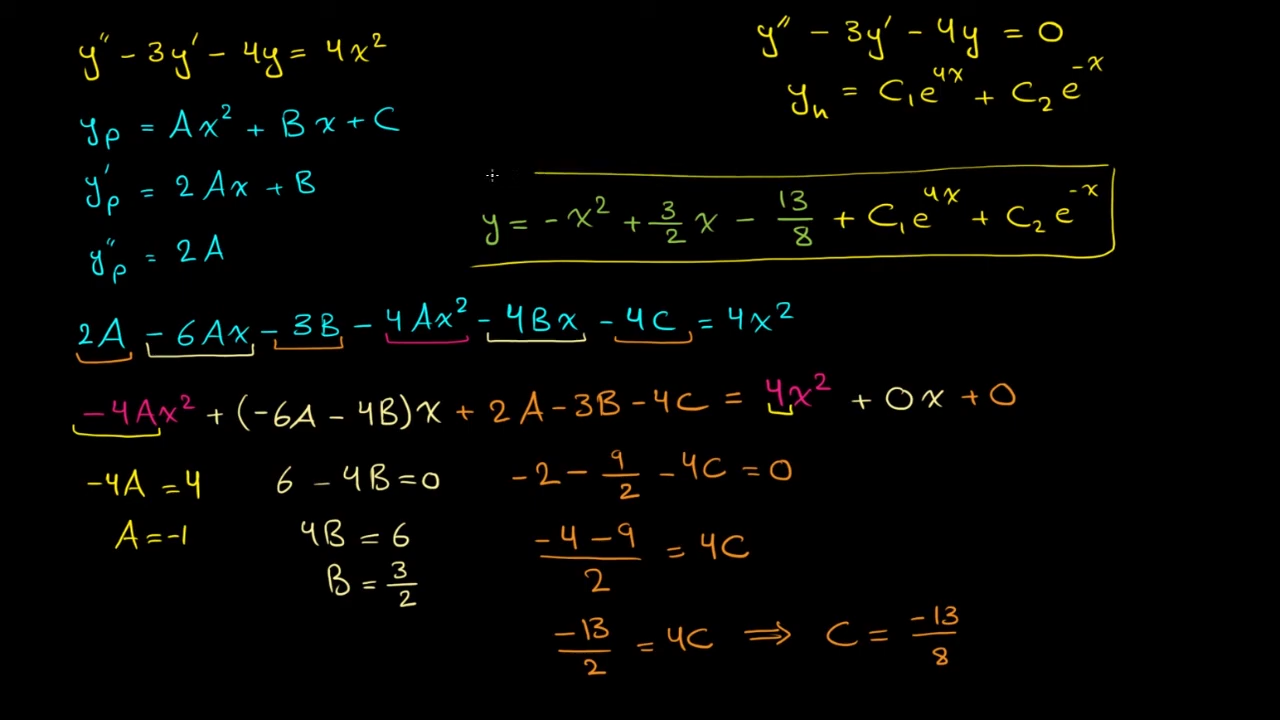 y'' - 3y' - 4y = 4x²
y'' - 3y' - 4y = 0
y_p = Ax² + Bx + C
y_h = C₁e^{4x} + C₂e^{-x}
y'_p = 2Ax + B
y''_p = 2A
y = -x² + 3/2 x - 13/8 + C₁e^{4x} + C₂e^{-x}
2A - 6Ax - 3B - 4Ax² - 4Bx - 4C = 4x²
-4Ax² + (-6A - 4B)x + 2A - 3B - 4C = 4x² + 0x + 0
-4A = 4
A = -1
6 - 4B = 0
4B = 6
B = 3/2
-2 - 9/2 - 4C = 0
(-4 - 9)/2 = 4C
-13/2 = 4C ⟹ C = -13/8